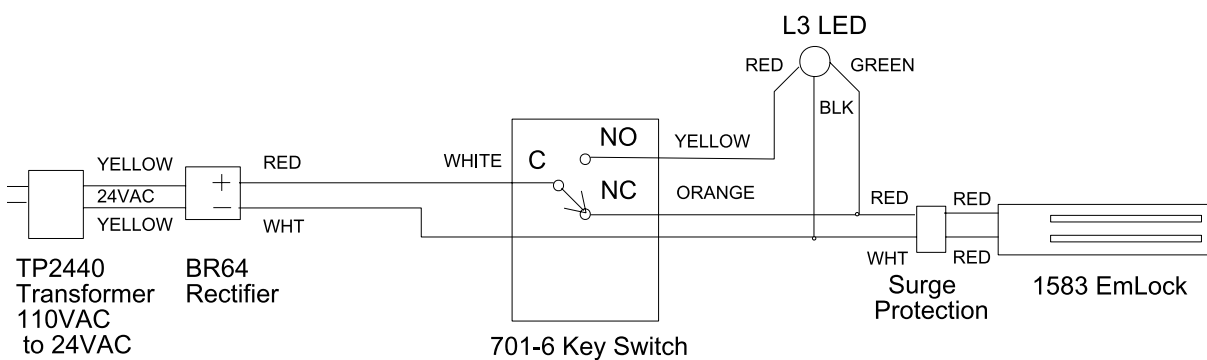 L3 LED
RED
GREEN
BLK
NO
YELLOW
C
WHITE
NC
ORANGE
YELLOW
24VAC
YELLOW
+
−
RED
WHT
RED
RED
WHT
RED
TP2440
Transformer
110VAC
to 24VAC
BR64
Rectifier
701-6 Key Switch
Surge
Protection
1583 EmLock